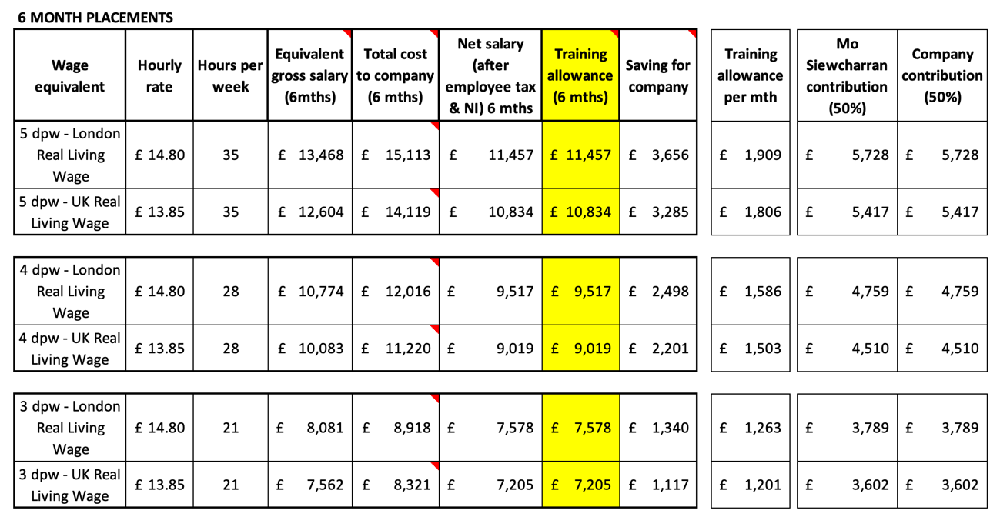 6 MONTH PLACEMENTS
Wage equivalent | Hourly rate | Hours per week | Equivalent gross salary (6mths) | Total cost to company (6 mths) | Net salary (after employee tax & NI) 6 mths | Training allowance (6 mths) | Saving for company | Training allowance per mth | Mo Siewcharran contribution (50%) | Company contribution (50%)
5 dpw - London Real Living Wage | £ 14.80 | 35 | £ 13,468 | £ 15,113 | £ 11,457 | £ 11,457 | £ 3,656 | £ 1,909 | £ 5,728 | £ 5,728
5 dpw - UK Real Living Wage | £ 13.85 | 35 | £ 12,604 | £ 14,119 | £ 10,834 | £ 10,834 | £ 3,285 | £ 1,806 | £ 5,417 | £ 5,417
4 dpw - London Real Living Wage | £ 14.80 | 28 | £ 10,774 | £ 12,016 | £ 9,517 | £ 9,517 | £ 2,498 | £ 1,586 | £ 4,759 | £ 4,759
4 dpw - UK Real Living Wage | £ 13.85 | 28 | £ 10,083 | £ 11,220 | £ 9,019 | £ 9,019 | £ 2,201 | £ 1,503 | £ 4,510 | £ 4,510
3 dpw - London Real Living Wage | £ 14.80 | 21 | £ 8,081 | £ 8,918 | £ 7,578 | £ 7,578 | £ 1,340 | £ 1,263 | £ 3,789 | £ 3,789
3 dpw - UK Real Living Wage | £ 13.85 | 21 | £ 7,562 | £ 8,321 | £ 7,205 | £ 7,205 | £ 1,117 | £ 1,201 | £ 3,602 | £ 3,602